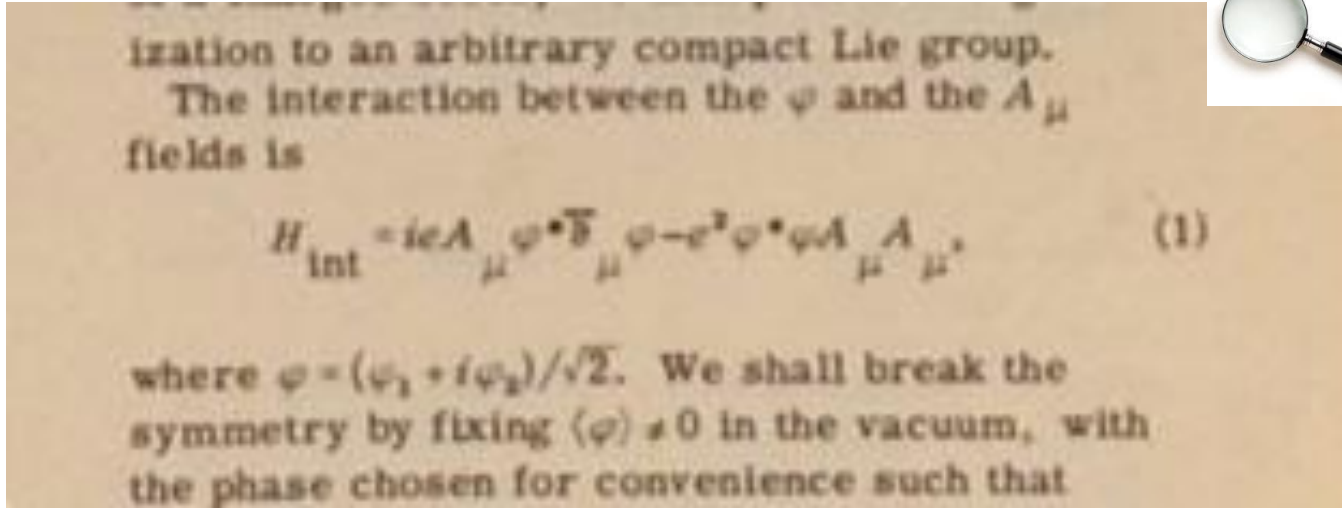 ization to an arbitrary compact Lie group.
The interaction between the φ and the A_μ
fields is
H_int = ieA_μ φ*∂̅_μ φ - e²φ*φA_μ A_μ, (1)
where φ = (φ₁ + iφ₂)/√2. We shall break the
symmetry by fixing ⟨φ⟩ ≠ 0 in the vacuum, with
the phase chosen for convenience such that